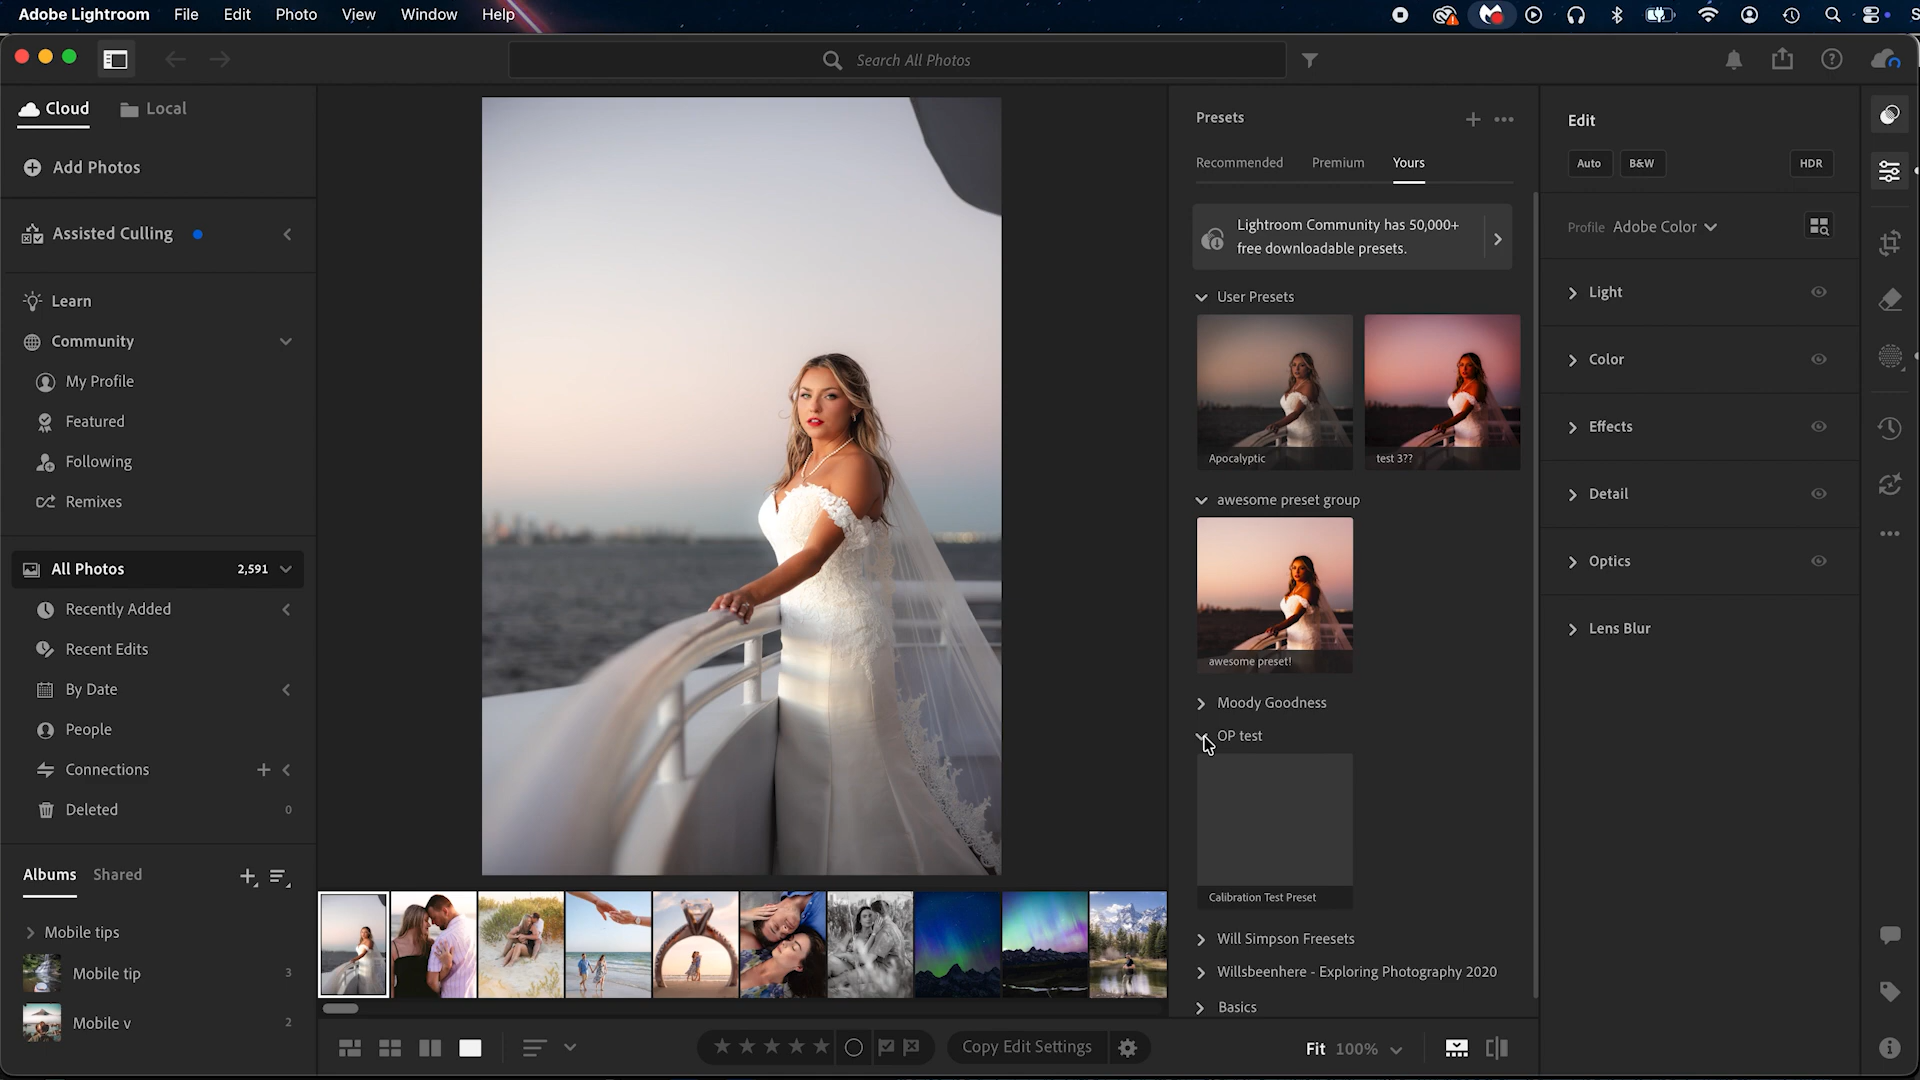 Adobe Lightroom File Edit Photo View Window Help
Search All Photos
Cloud Local
Add Photos
Assisted Culling
Learn
Community
My Profile
Featured
Following
Remixes
All Photos 2,591
Recently Added
Recent Edits
By Date
People
Connections
Deleted 0
Albums Shared
Mobile tips
Mobile tip 3
Mobile v 2
Copy Edit Settings
Fit 100%
Presets
Recommended Premium Yours
Lightroom Community has 50,000+
free downloadable presets.
User Presets
Apocalyptic test 3??
awesome preset group
awesome preset!
Moody Goodness
OP test
Calibration Test Preset
Will Simpson Freesets
Willsbeenhere - Exploring Photography 2020
Basics
Edit
Auto B&W HDR
Profile Adobe Color
Light
Color
Effects
Detail
Optics
Lens Blur